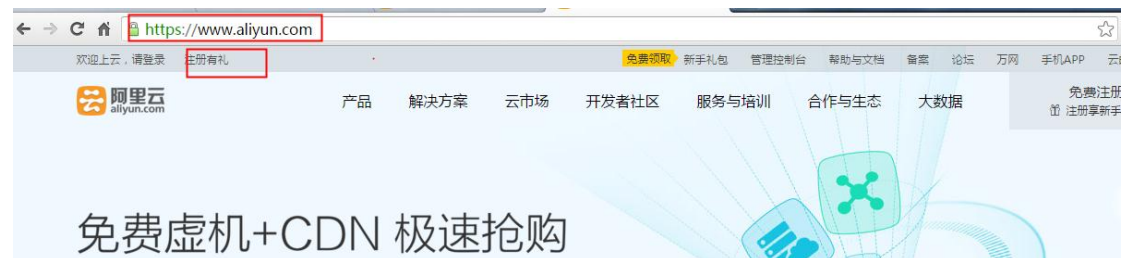 https://www.aliyun.com
欢迎上云，请登录 注册有礼 免费领取 新手礼包 管理控制台 帮助与文档 备案 论坛 万网 手机APP
阿里云 产品 解决方案 云市场 开发者社区 服务与培训 合作与生态 大数据 免费注册
aliyun.com 注册享新手
免费虚机+CDN 极速抢购